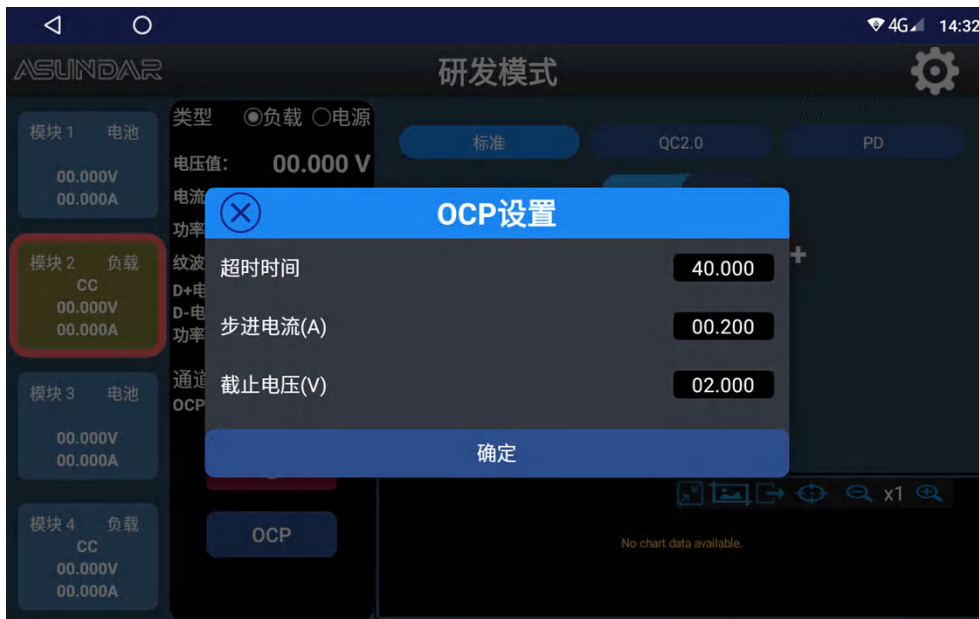 4G 14:32
ASUNDAR
研发模式
模块 1 电池
00.000V
00.000A
模块 2 负载
CC
00.000V
00.000A
模块 3 电池
00.000V
00.000A
模块 4 负载
CC
00.000V
00.000A
类型 负载 电源
电压值： 00.000 V
电流
功率
纹波
D+电
D-电
功率
通道
OCP
OCP
标准
QC2.0
PD
+
OCP设置
超时时间 40.000
步进电流(A) 00.200
截止电压(V) 02.000
确定
x1
No chart data available.